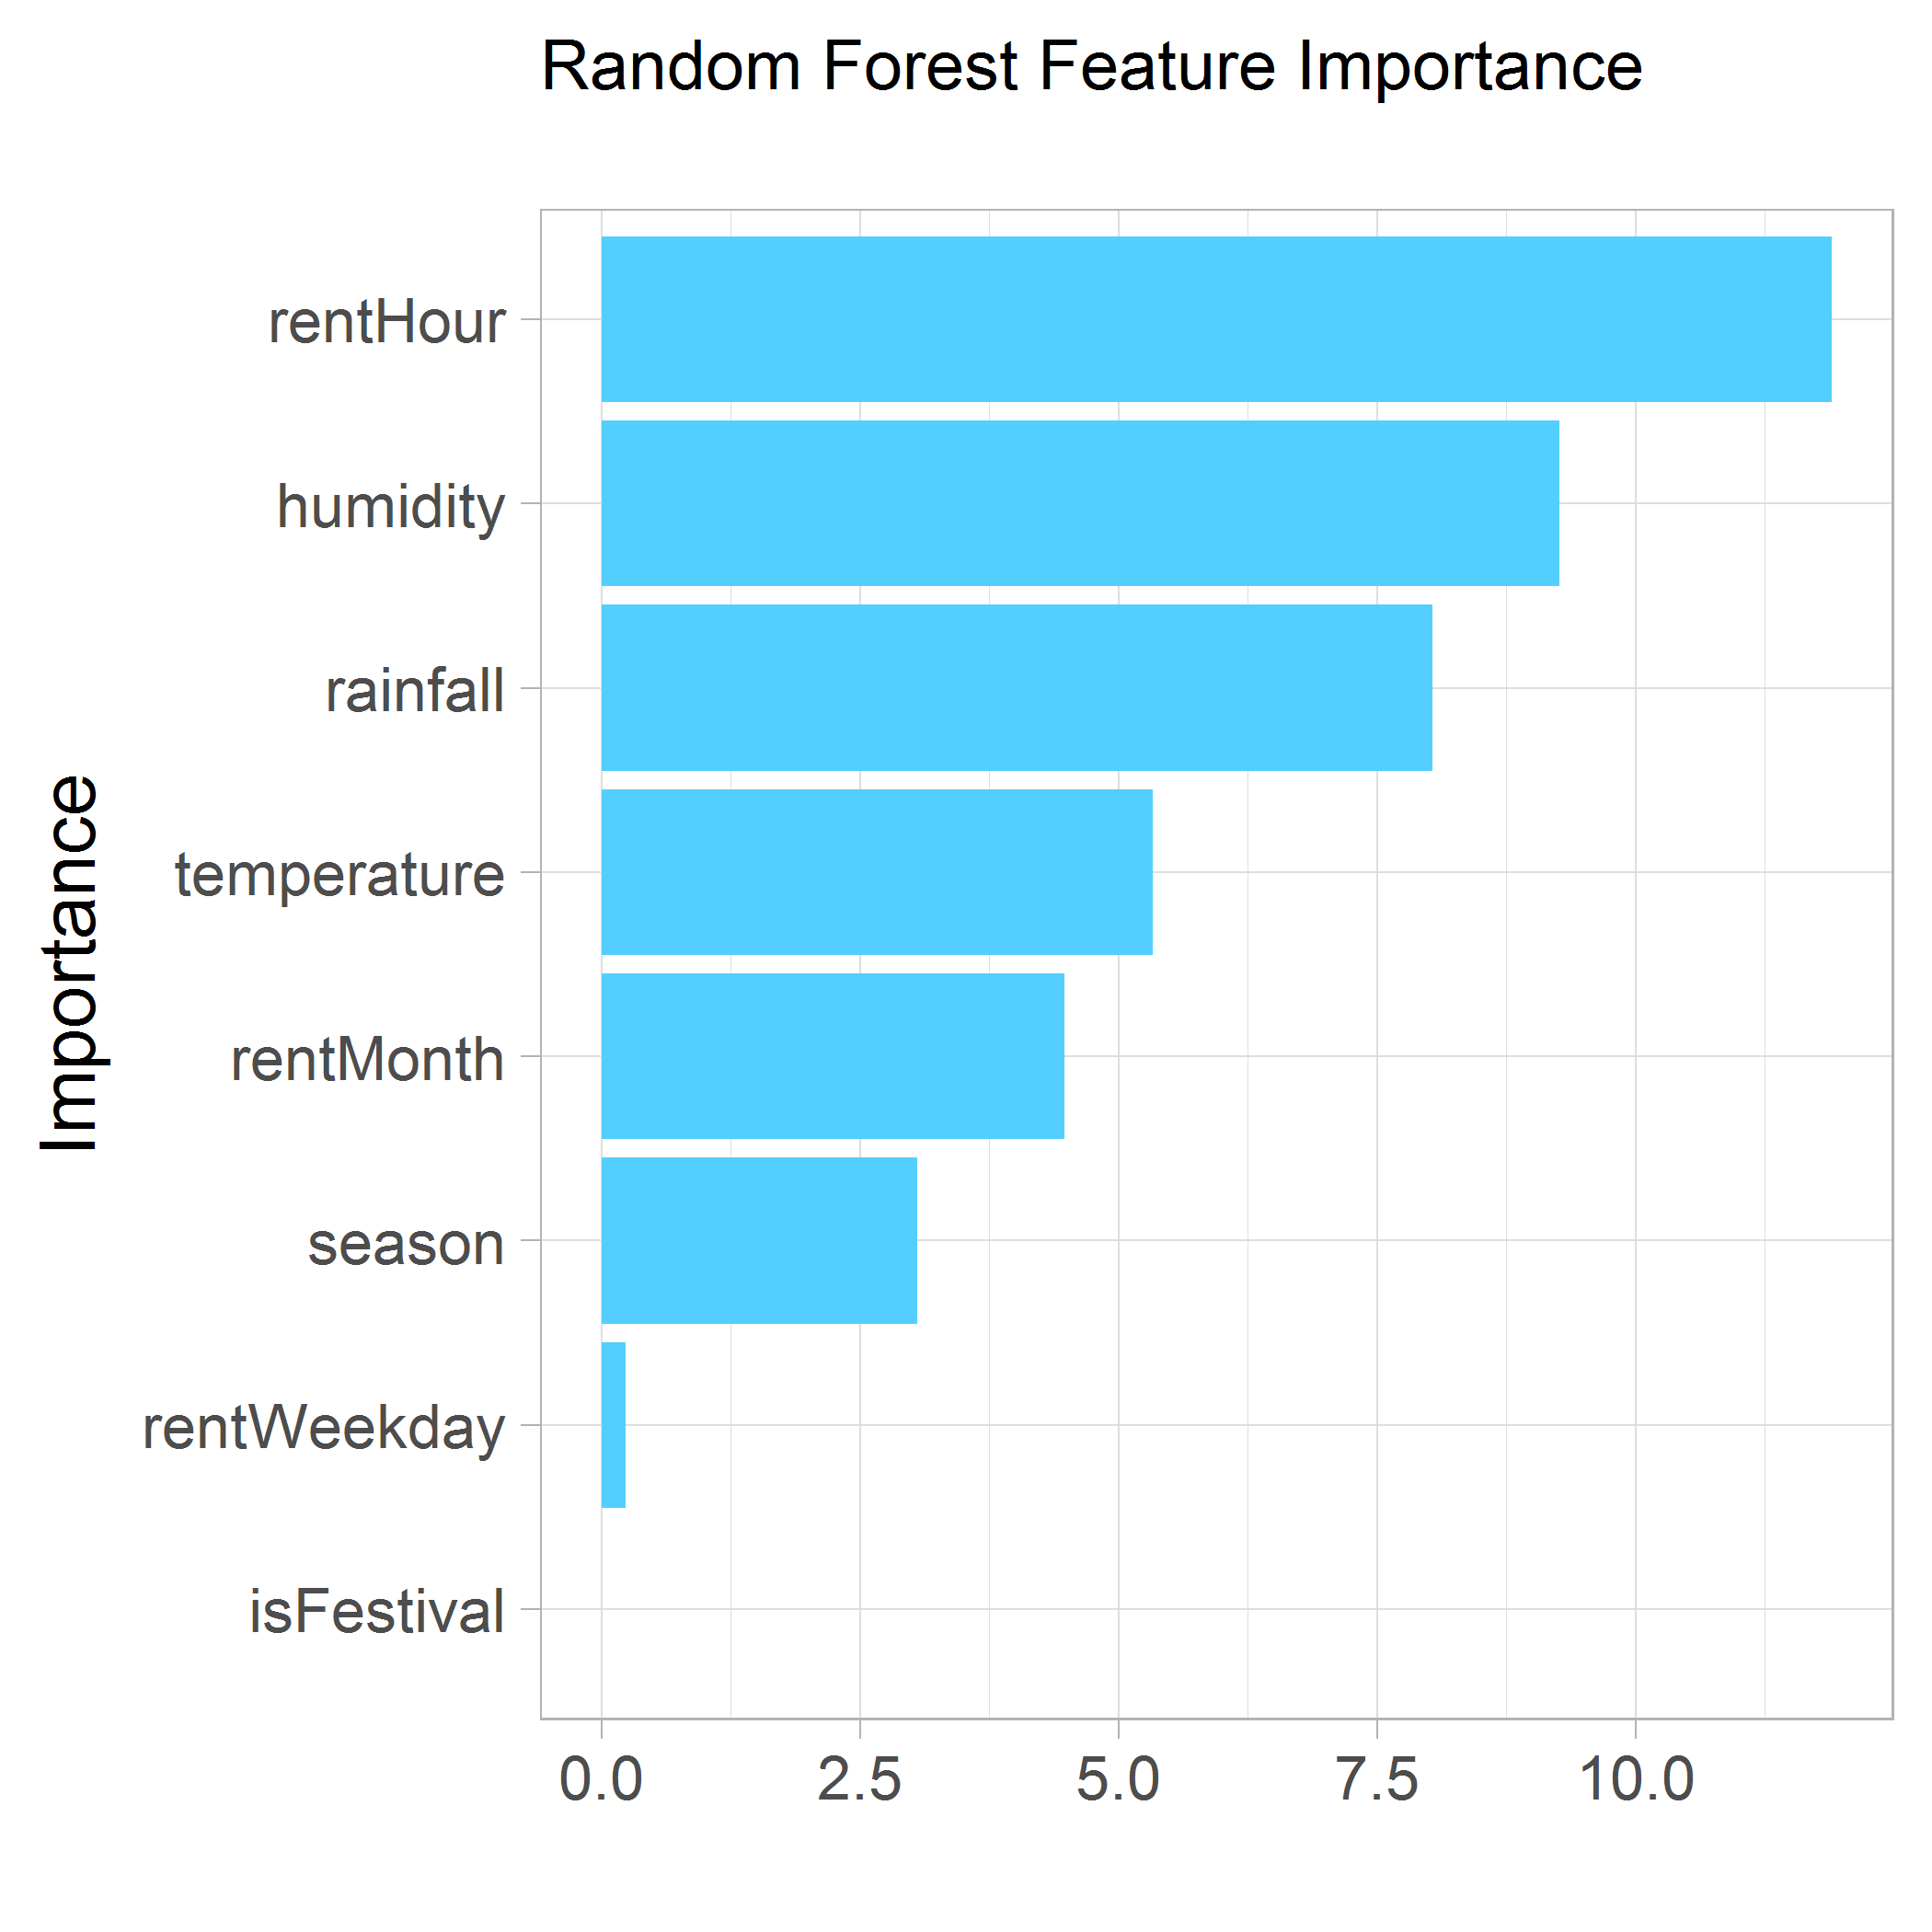 Random Forest Feature Importance
Importance
rentHour
humidity
rainfall
temperature
rentMonth
season
rentWeekday
isFestival
0.0 2.5 5.0 7.5 10.0